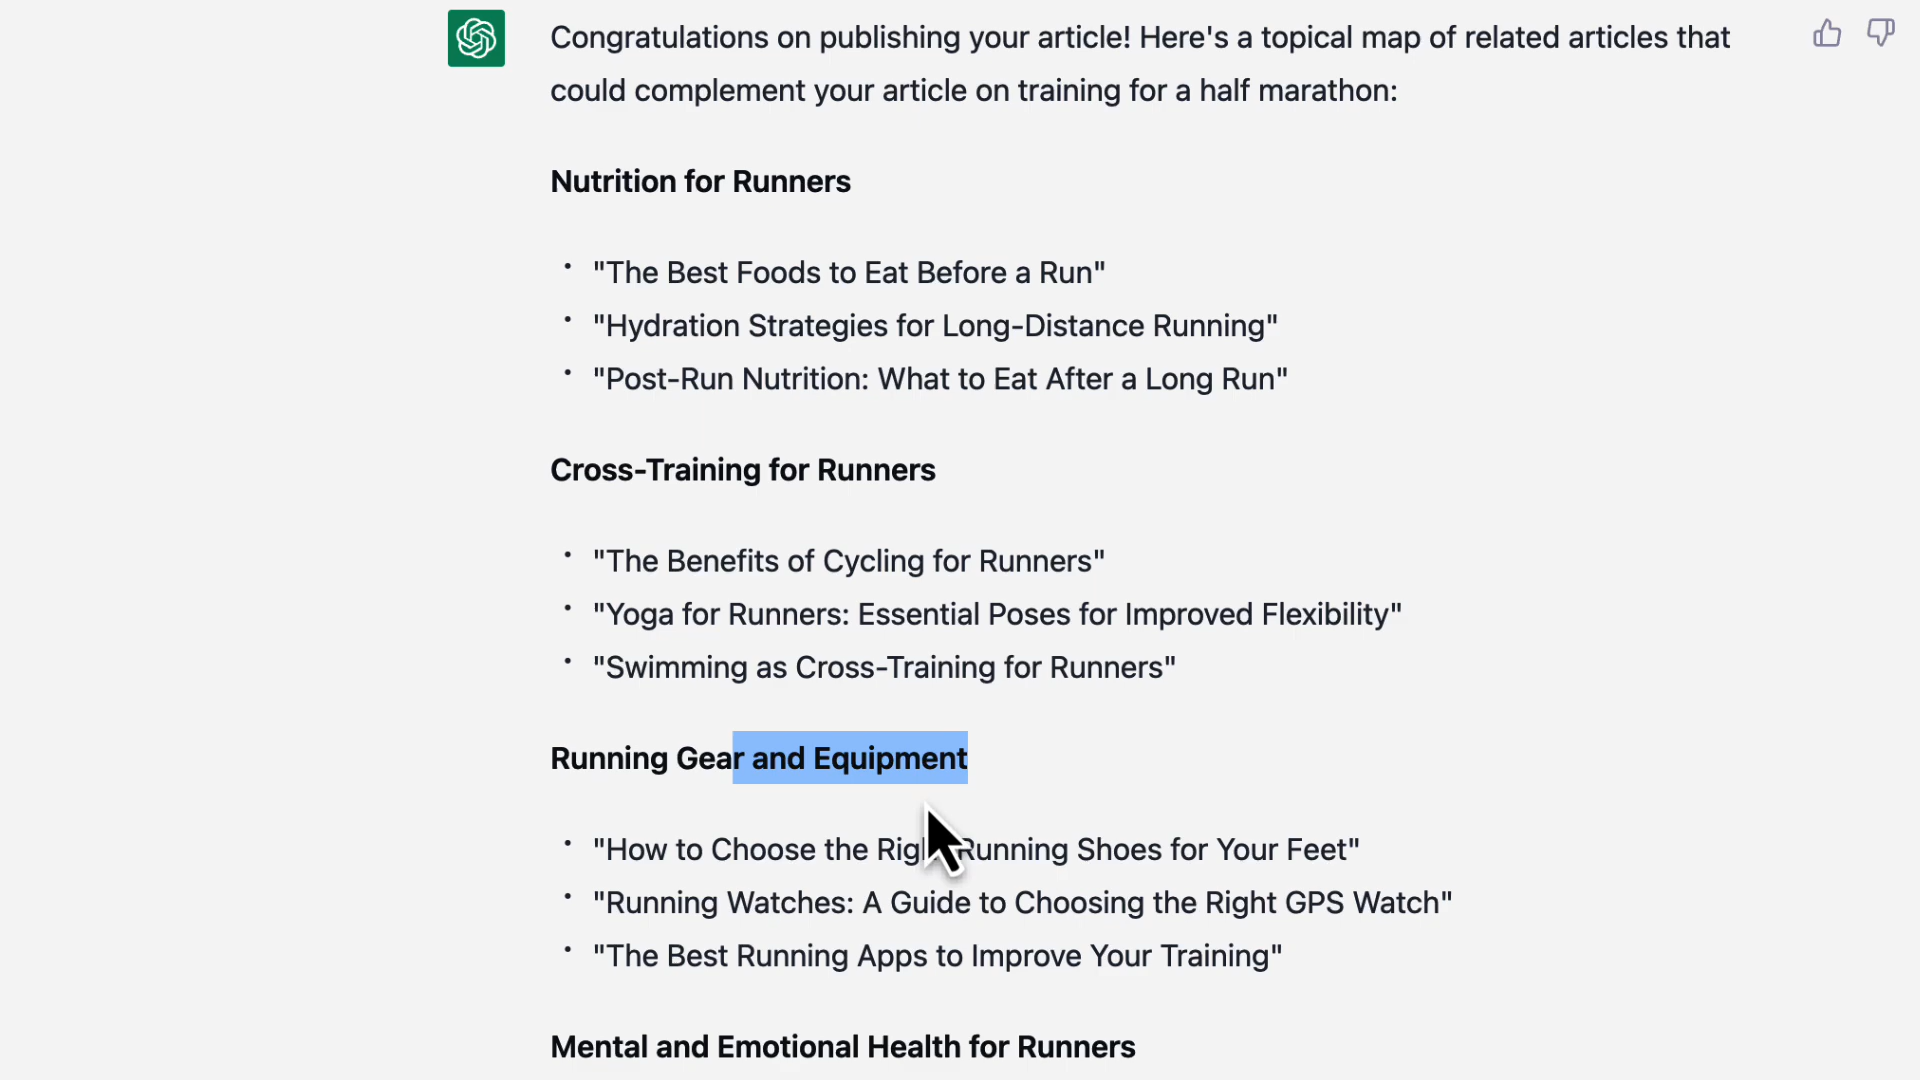 Congratulations on publishing your article! Here's a topical map of related articles that
could complement your article on training for a half marathon:
Nutrition for Runners
• "The Best Foods to Eat Before a Run"
• "Hydration Strategies for Long-Distance Running"
• "Post-Run Nutrition: What to Eat After a Long Run"
Cross-Training for Runners
• "The Benefits of Cycling for Runners"
• "Yoga for Runners: Essential Poses for Improved Flexibility"
• "Swimming as Cross-Training for Runners"
Running Gear and Equipment
• "How to Choose the Right Running Shoes for Your Feet"
• "Running Watches: A Guide to Choosing the Right GPS Watch"
• "The Best Running Apps to Improve Your Training"
Mental and Emotional Health for Runners